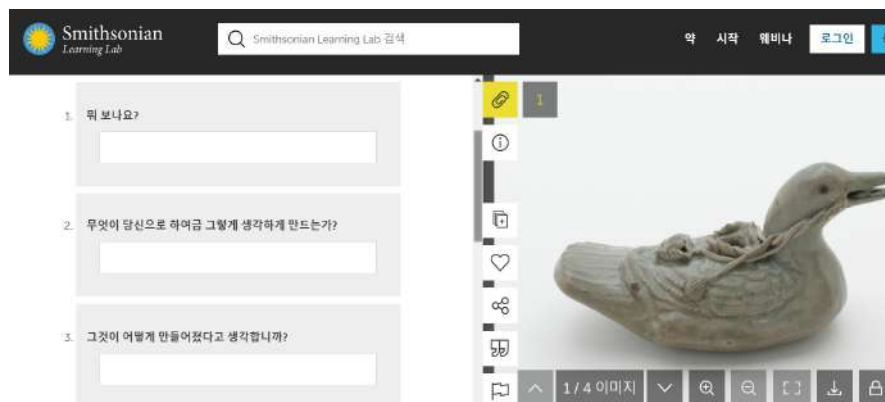 Smithsonian
Learning Lab
Smithsonian Learning Lab 검색
약 시작 웨비나 로그인
1. 뭐 보나요?
2. 무엇이 당신으로 하여금 그렇게 생각하게 만드는가?
3. 그것이 어떻게 만들어졌다고 생각합니까?
1
1 / 4 이미지